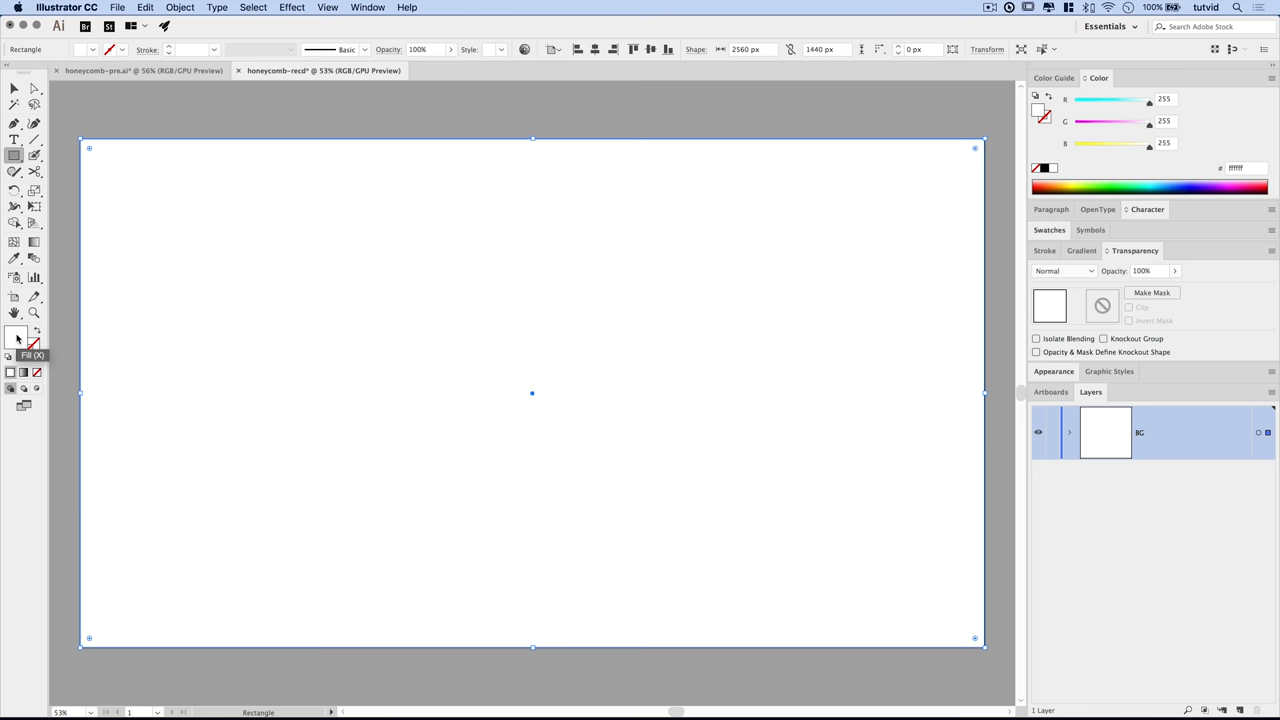 Illustrator CC File Edit Object Type Select Effect View Window Help 100% tutvid
Ai Br St Essentials Search Adobe Stock
Rectangle Stroke: Basic Opacity: 100% Style: Shape: 2560 px 1440 px 0 px Transform
honeycomb-pre.ai* @ 56% (RGB/GPU Preview) honeycomb-recd* @ 53% (RGB/GPU Preview)
Color Guide Color
R 255
G 255
B 255
# ffffff
Paragraph OpenType Character
Swatches Symbols
Stroke Gradient Transparency
Normal Opacity: 100%
Make Mask
Clip
Invert Mask
Isolate Blending Knockout Group
Opacity & Mask Define Knockout Shape
Fill (X)
Appearance Graphic Styles
Artboards Layers
BG
53% 1 Rectangle 1 Layer